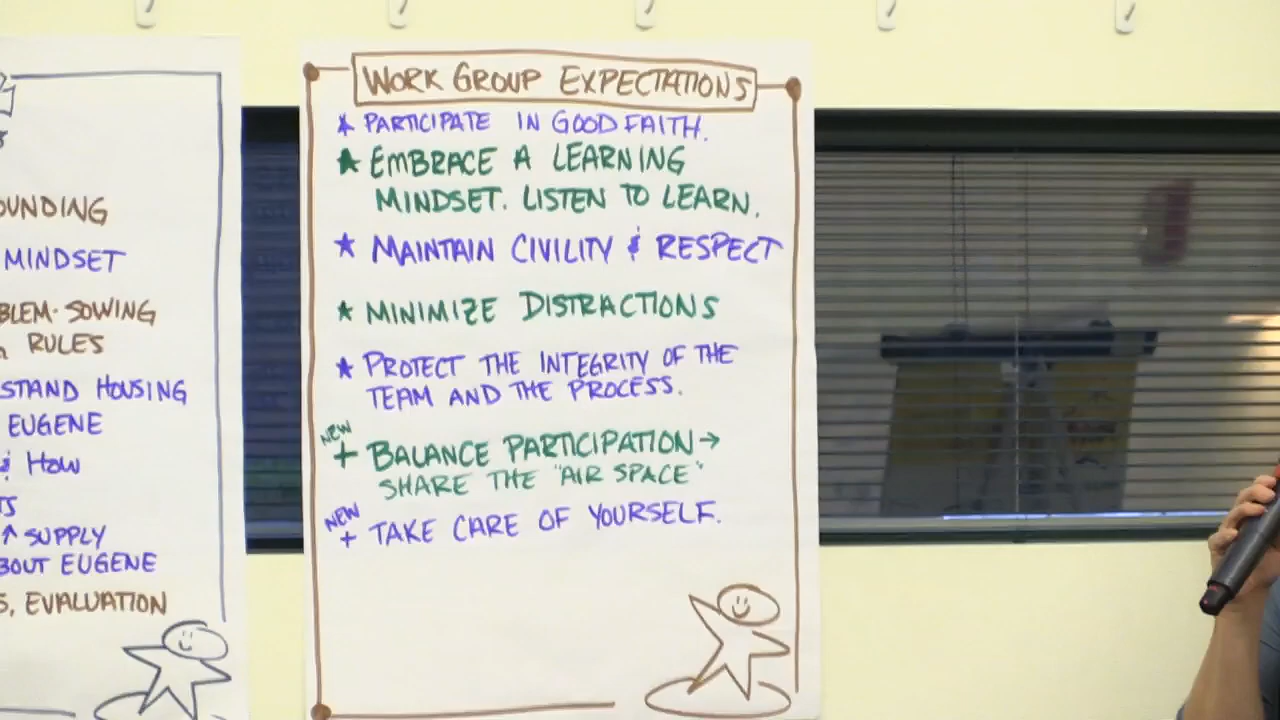 OUNDING
MINDSET
BLEM-SOWING
RULES
STAND HOUSING
EUGENE
& HOW
TS
↑ SUPPLY
BOUT EUGENE
S, EVALUATION
WORK GROUP EXPECTATIONS
★ PARTICIPATE IN GOOD FAITH.
★ EMBRACE A LEARNING
MINDSET. LISTEN TO LEARN.
★ MAINTAIN CIVILITY & RESPECT
★ MINIMIZE DISTRACTIONS
★ PROTECT THE INTEGRITY OF THE
TEAM AND THE PROCESS.
NEW
+ BALANCE PARTICIPATION→
SHARE THE "AIR SPACE"
NEW
+ TAKE CARE OF YOURSELF.